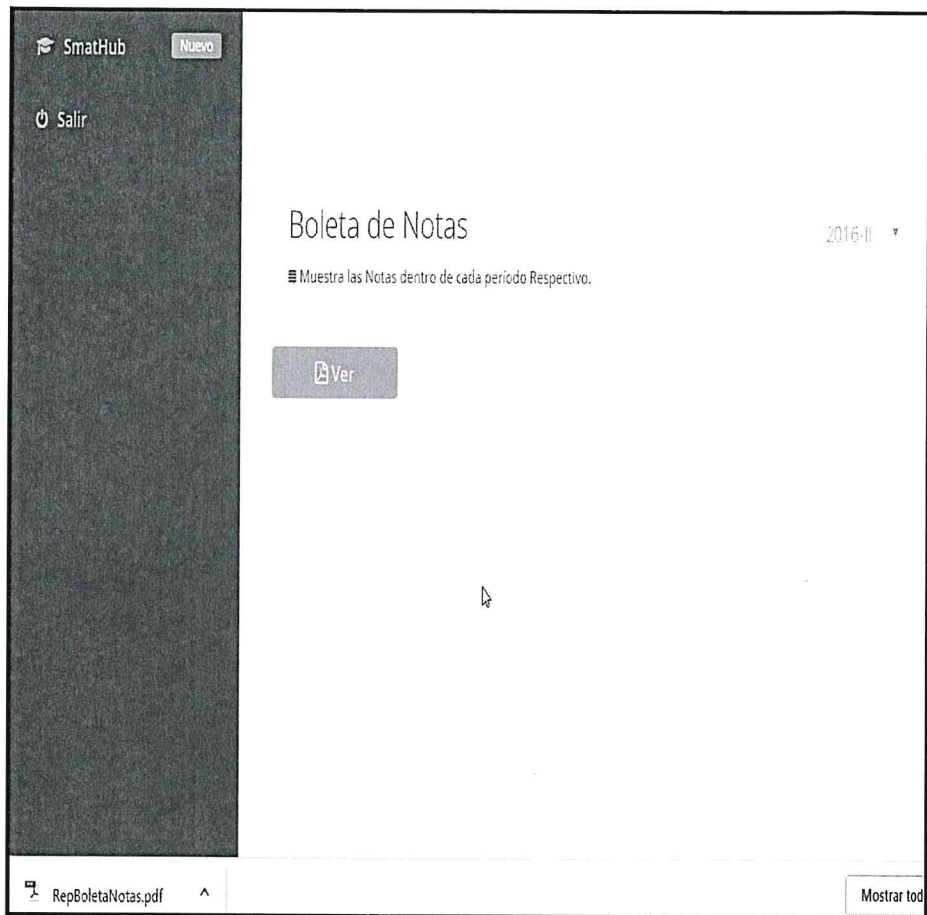 SmatHub Nuevo
Salir
Boleta de Notas
2016-II
Muestra las Notas dentro de cada período Respectivo.
Ver
RepBoletaNotas.pdf
Mostrar tod